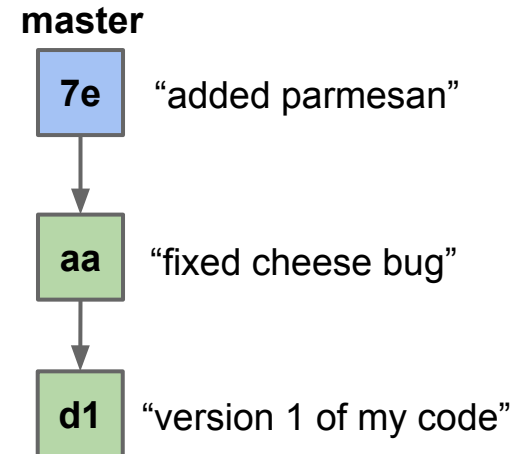 master
7e “added parmesan”
aa “fixed cheese bug”
d1 “version 1 of my code”